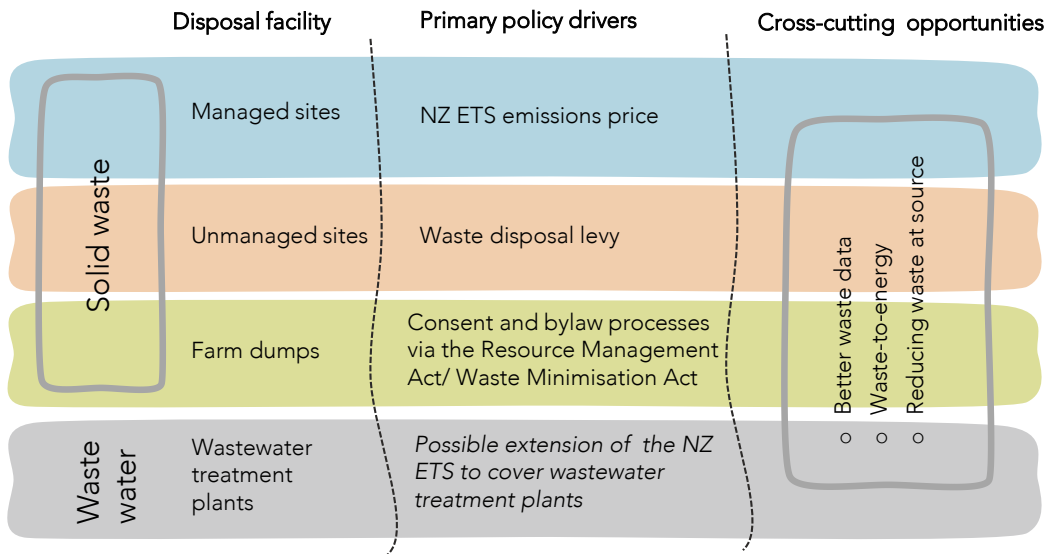 Disposal facility
Primary policy drivers
Cross-cutting opportunities
Solid waste
Managed sites
NZ ETS emissions price
Unmanaged sites
Waste disposal levy
Farm dumps
Consent and bylaw processes
via the Resource Management
Act/ Waste Minimisation Act
Waste
water
Wastewater
treatment
plants
Possible extension of the NZ
ETS to cover wastewater
treatment plants
○ Better waste data
○ Waste-to-energy
○ Reducing waste at source